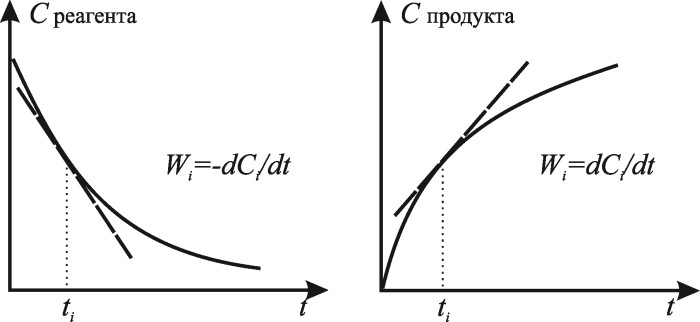 C реагента
W_i=-dC_i/dt
t_i
t
C продукта
W_i=dC_i/dt
t_i
t